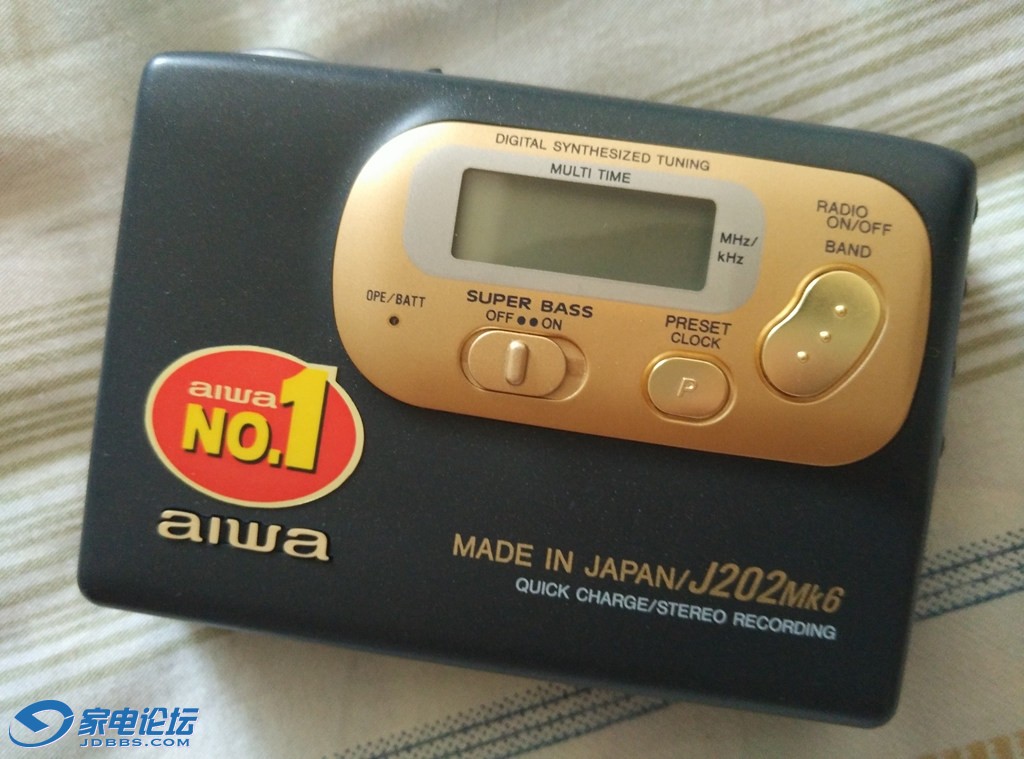 DIGITAL SYNTHESIZED TUNING
MULTI TIME
MHz/
kHz
RADIO
ON/OFF
BAND
OPE/BATT
SUPER BASS
OFF●●ON
PRESET
CLOCK
P
aiwa
NO.1
aiwa
MADE IN JAPAN/J202Mk6
QUICK CHARGE/STEREO RECORDING
家电论坛
JDBBS.COM